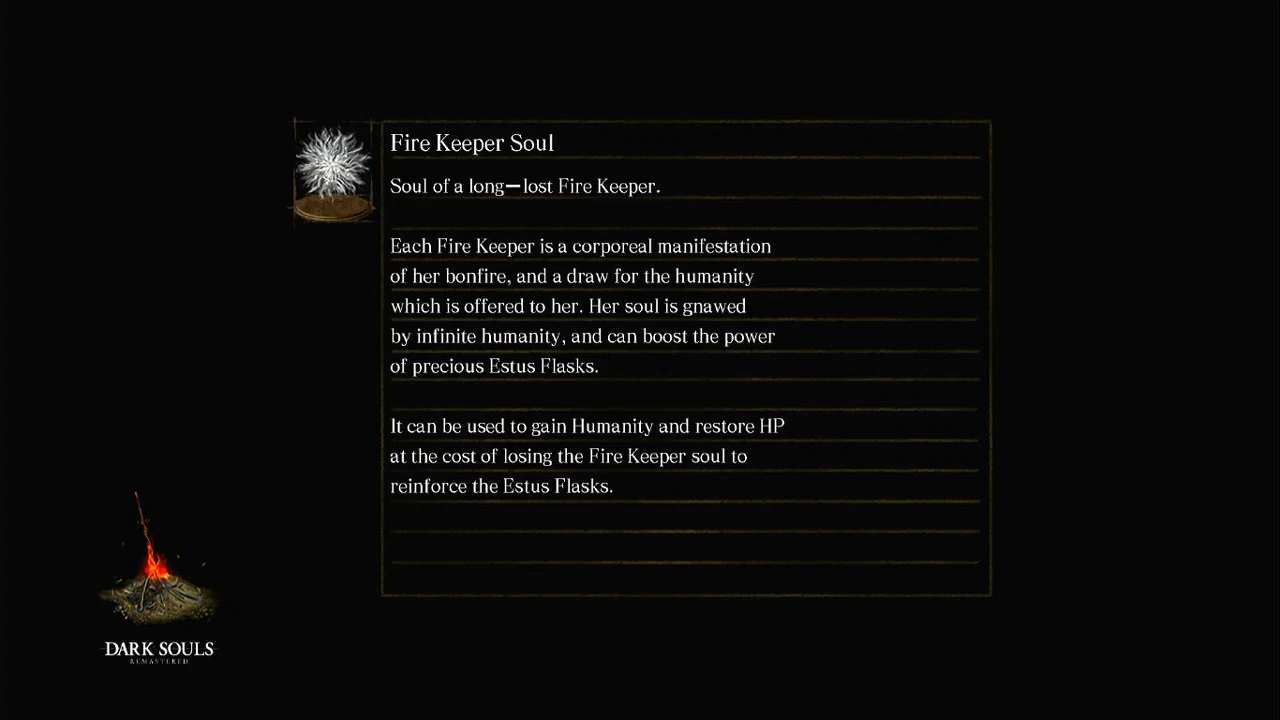 Fire Keeper Soul
Soul of a long—lost Fire Keeper.
Each Fire Keeper is a corporeal manifestation
of her bonfire, and a draw for the humanity
which is offered to her. Her soul is gnawed
by infinite humanity, and can boost the power
of precious Estus Flasks.
It can be used to gain Humanity and restore HP
at the cost of losing the Fire Keeper soul to
reinforce the Estus Flasks.
DARK SOULS
REMASTERED